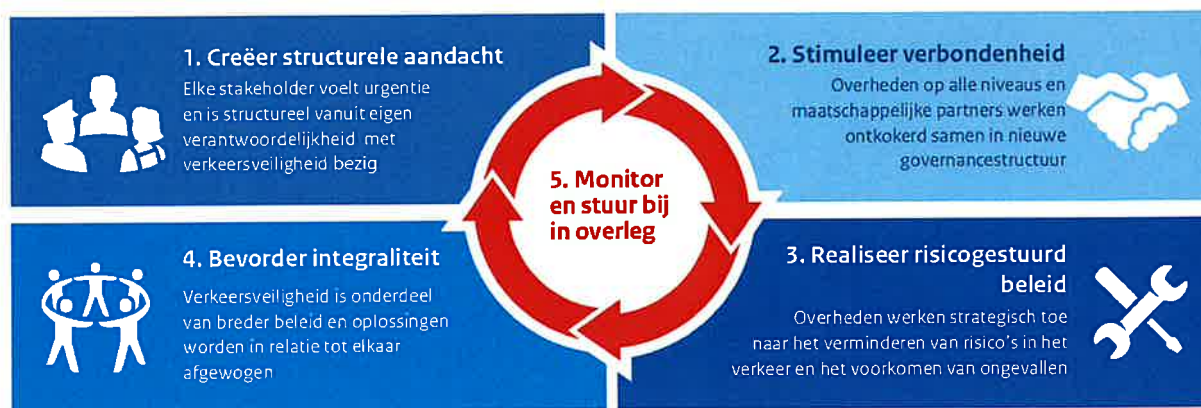 1. Creëer structurele aandacht
Elke stakeholder voelt urgentie
en is structureel vanuit eigen
verantwoordelijkheid met
verkeersveiligheid bezig
2. Stimuleer verbondenheid
Overheden op alle niveaus en
maatschappelijke partners werken
ontkokerd samen in nieuwe
governancestructuur
5. Monitor
en stuur bij
in overleg
4. Bevorder integraliteit
Verkeersveiligheid is onderdeel
van breder beleid en oplossingen
worden in relatie tot elkaar
afgewogen
3. Realiseer risicogestuurd
beleid
Overheden werken strategisch toe
naar het verminderen van risico's in het
verkeer en het voorkomen van ongevallen